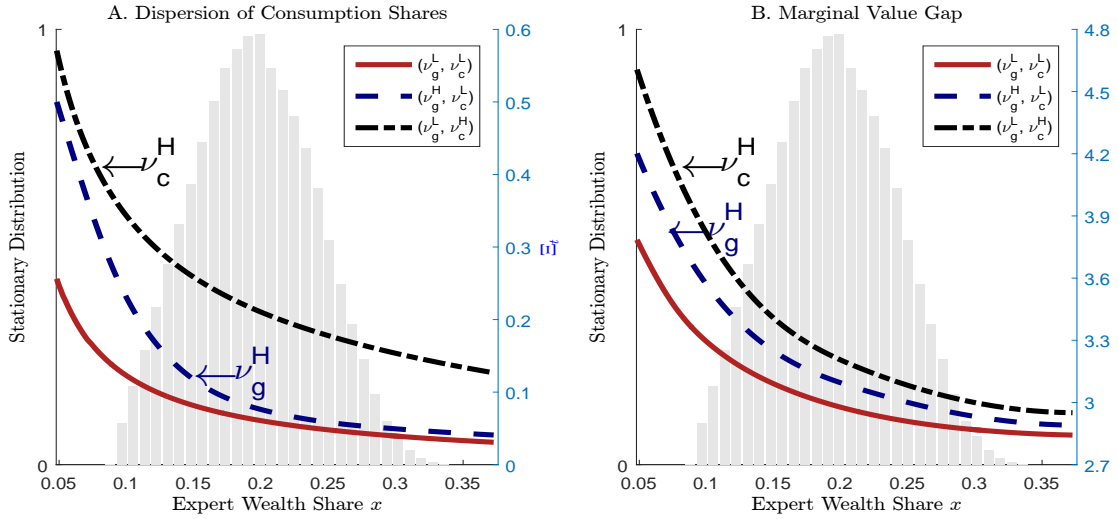 A. Dispersion of Consumption Shares
1
0
Stationary Distribution
0.05 0.1 0.15 0.2 0.25 0.3 0.35
Expert Wealth Share x
0.6
0.5
0.4
0.3
0.2
0.1
0
(ν_g^L, ν_c^L)
(ν_g^H, ν_c^L)
(ν_g^L, ν_c^H)
←ν_c^H
←ν_g^H
B. Marginal Value Gap
1
0
Stationary Distribution
0.05 0.1 0.15 0.2 0.25 0.3 0.35
Expert Wealth Share x
4.8
4.5
4.2
3.9
3.6
3.3
3
2.7
(ν_g^L, ν_c^L)
(ν_g^H, ν_c^L)
(ν_g^L, ν_c^H)
←ν_c^H
←ν_g^H